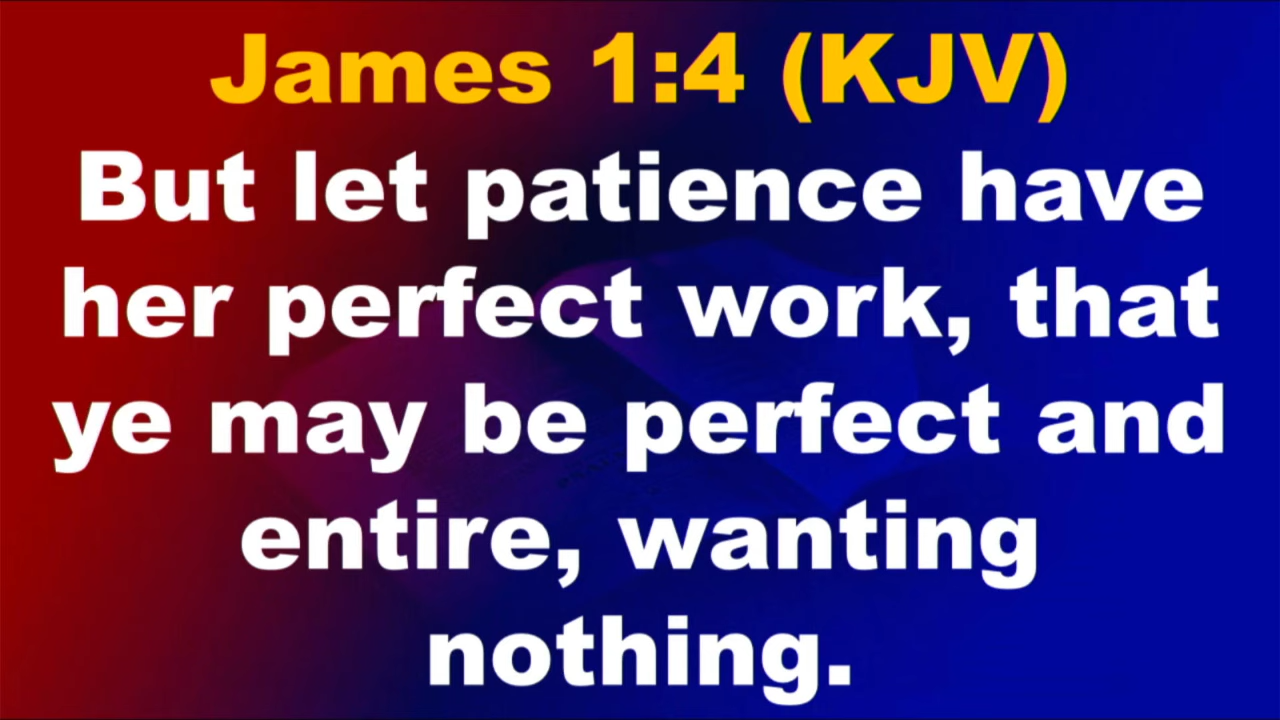 James 1:4 (KJV)
But let patience have
her perfect work, that
ye may be perfect and
entire, wanting
nothing.